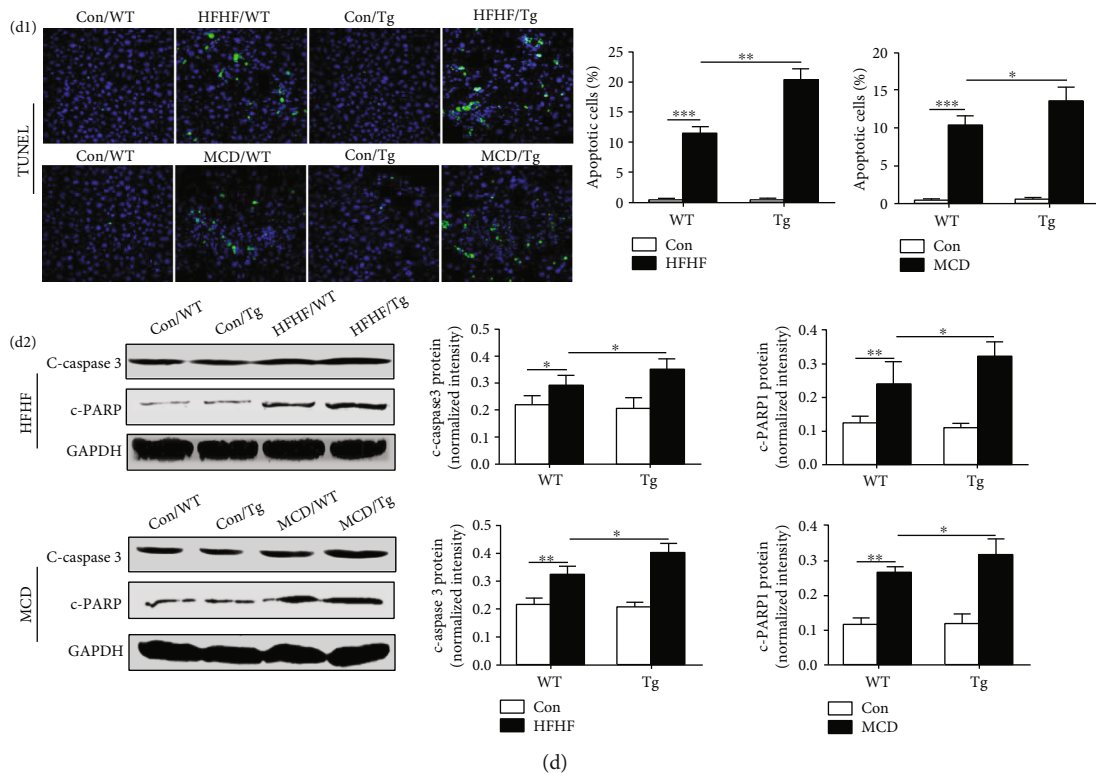 (d1)
Con/WT HFHF/WT Con/Tg HFHF/Tg
Con/WT MCD/WT Con/Tg MCD/Tg
TUNEL
Apoptotic cells (%)
25
20
15
10
5
0
***
**
WT Tg
Con
HFHF
Apoptotic cells (%)
20
15
10
5
0
***
*
WT Tg
Con
MCD
(d2)
Con/WT Con/Tg HFHF/WT HFHF/Tg
C-caspase 3
c-PARP
GAPDH
HFHF
Con/WT Con/Tg MCD/WT MCD/Tg
C-caspase 3
c-PARP
GAPDH
MCD
c-caspase3 protein
(normalized intensity)
0.5
0.4
0.3
0.2
0.1
0.0
*
*
WT Tg
c-PARP1 protein
(normalized intensity)
0.4
0.3
0.2
0.1
0.0
**
*
WT Tg
c-aspase 3 protein
(normalized intensity)
0.5
0.4
0.3
0.2
0.1
0.0
**
*
WT Tg
Con
HFHF
c-PARP1 protein
(normalized intensity)
0.4
0.3
0.2
0.1
0.0
**
*
WT Tg
Con
MCD
(d)